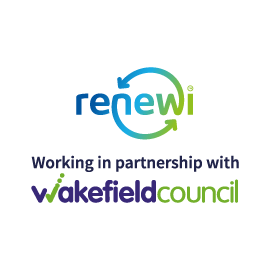 renewi
Working in partnership with
wakefieldcouncil